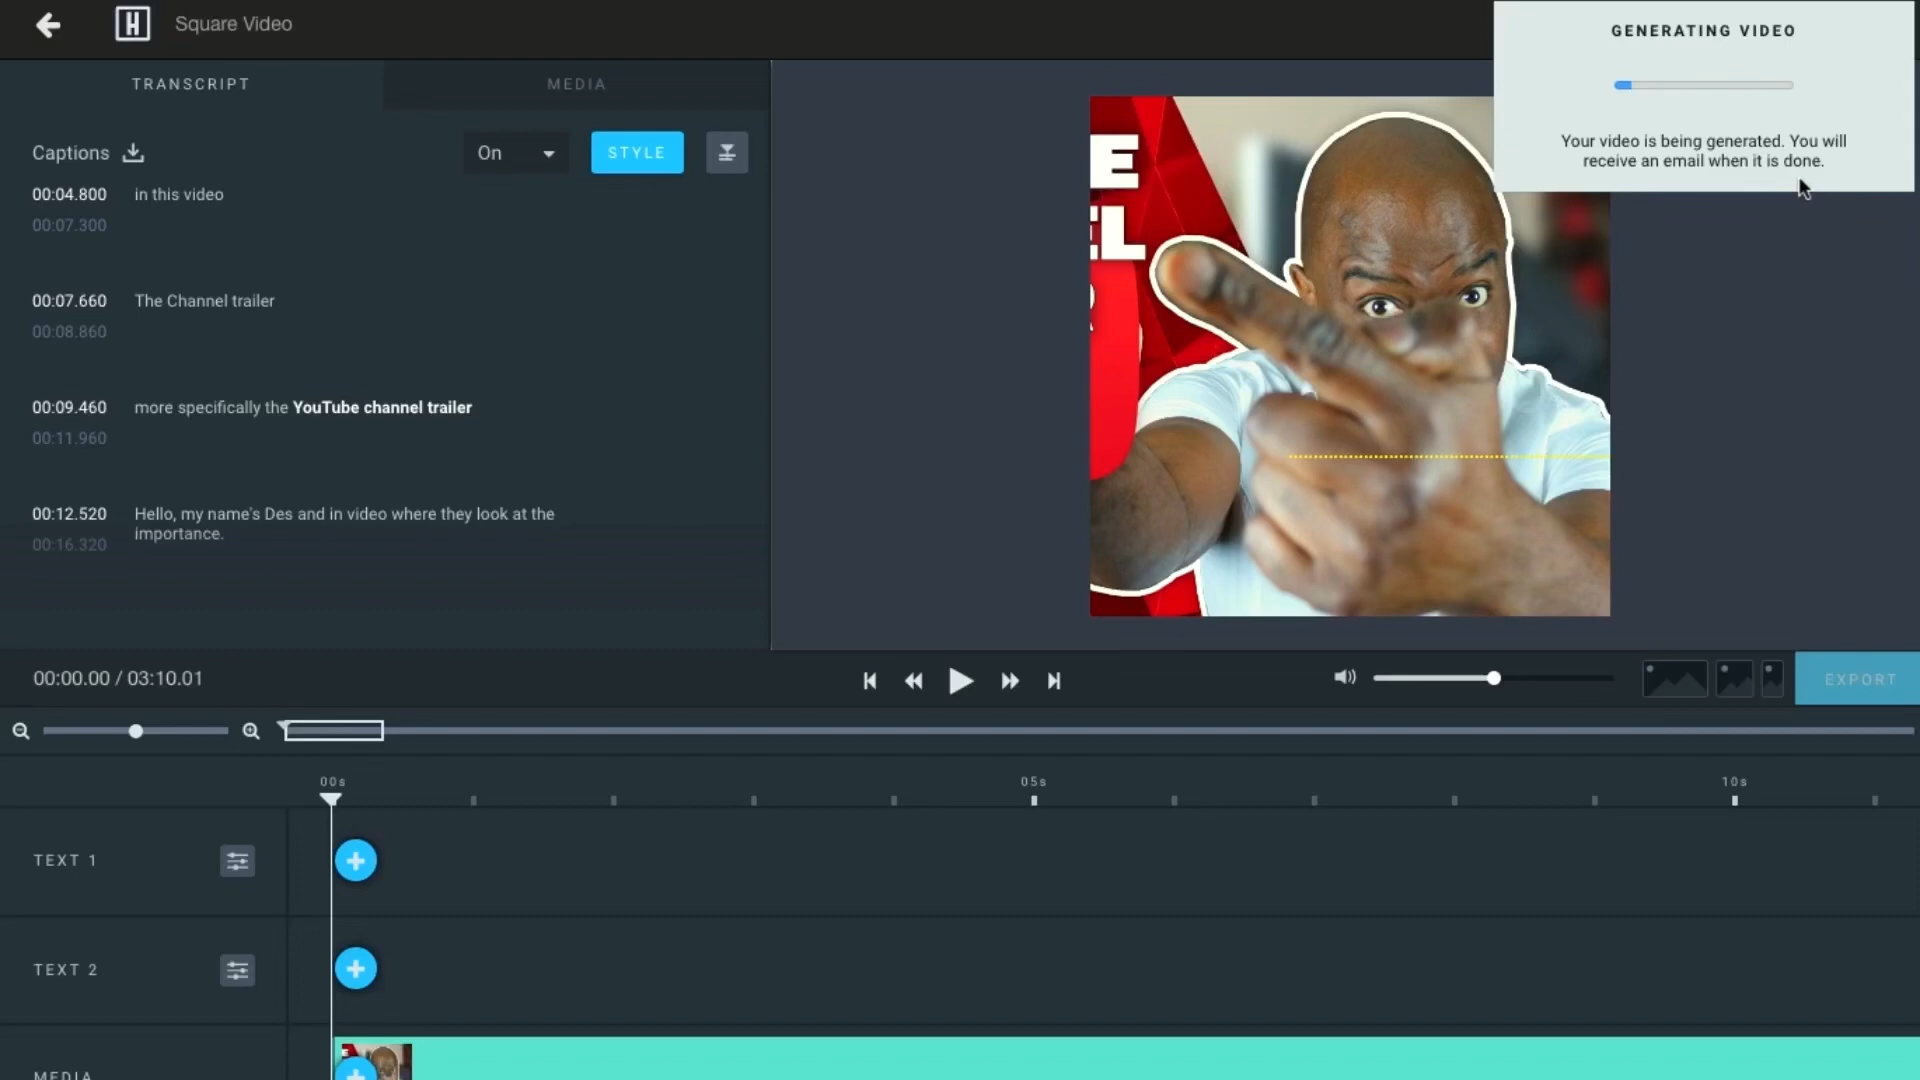 H Square Video
GENERATING VIDEO
Your video is being generated. You will
receive an email when it is done.
TRANSCRIPT
MEDIA
Captions
On
STYLE
00:04.800 in this video
00:07.300
00:07.660 The Channel trailer
00:08.860
00:09.460 more specifically the YouTube channel trailer
00:11.960
00:12.520 Hello, my name's Des and in video where they look at the
importance.
00:16.320
E
EL
R
00:00.00 / 03:10.01
EXPORT
00s
05s
10s
TEXT 1
TEXT 2
MEDIA